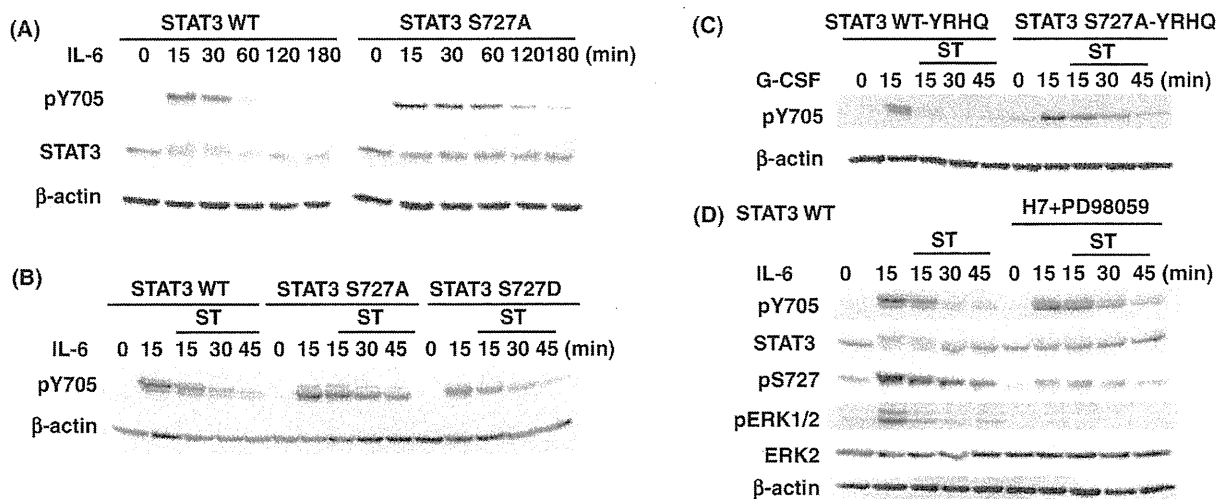 (A)
STAT3 WT STAT3 S727A
IL-6 0 15 30 60 120 180 0 15 30 60 120 180 (min)
pY705
STAT3
β-actin
(B)
STAT3 WT STAT3 S727A STAT3 S727D
ST ST ST
IL-6 0 15 15 30 45 0 15 15 30 45 0 15 15 30 45 (min)
pY705
β-actin
(C)
STAT3 WT-YRHQ STAT3 S727A-YRHQ
ST ST
G-CSF 0 15 15 30 45 0 15 15 30 45 (min)
pY705
β-actin
(D) STAT3 WT H7+PD98059
ST ST
IL-6 0 15 15 30 45 0 15 15 30 45 (min)
pY705
STAT3
pS727
pERK1/2
ERK2
β-actin